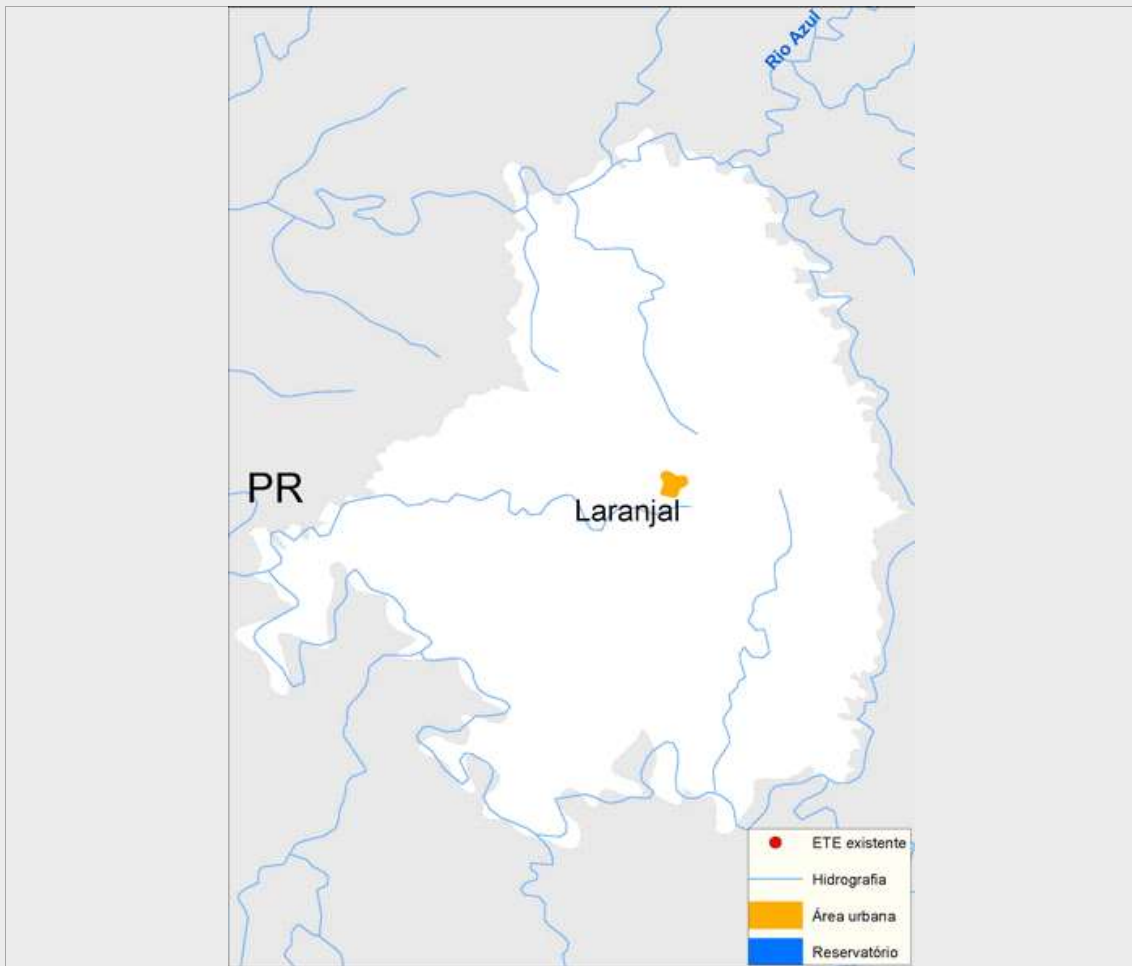 Rio Azul
PR
Laranjal
ETE existente
Hidrografia
Área urbana
Reservatório